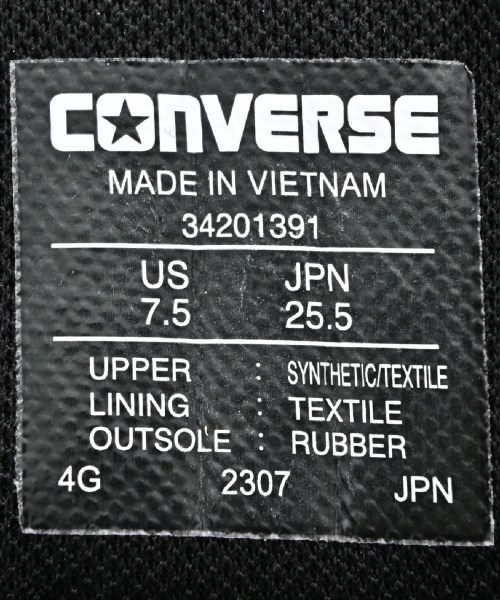 CONVERSE
MADE IN VIETNAM
34201391
US JPN
7.5 25.5
UPPER : SYNTHETIC/TEXTILE
LINING : TEXTILE
OUTSOLE : RUBBER
4G 2307 JPN